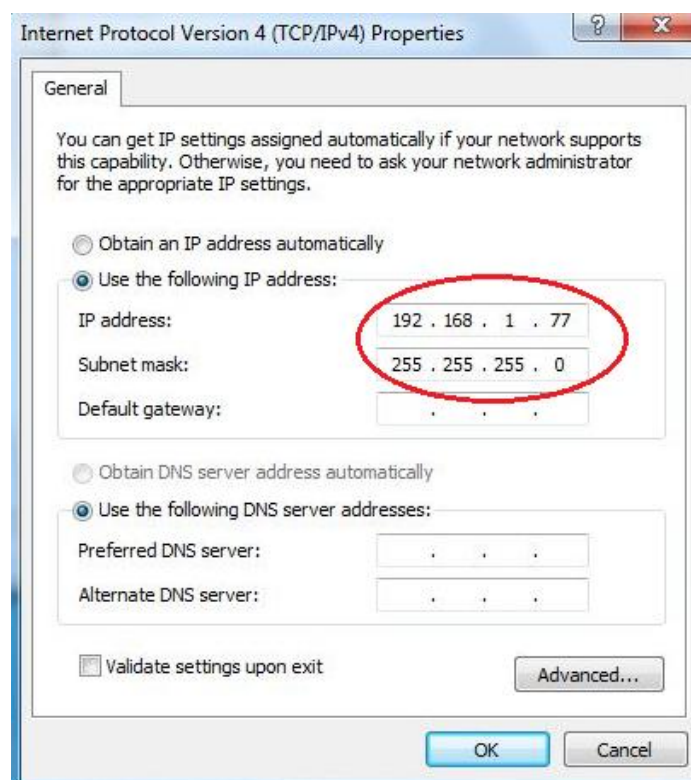 Internet Protocol Version 4 (TCP/IPv4) Properties
General
You can get IP settings assigned automatically if your network supports
this capability. Otherwise, you need to ask your network administrator
for the appropriate IP settings.
Obtain an IP address automatically
Use the following IP address:
IP address: 192 . 168 . 1 . 77
Subnet mask: 255 . 255 . 255 . 0
Default gateway: . . .
Obtain DNS server address automatically
Use the following DNS server addresses:
Preferred DNS server: . . .
Alternate DNS server: . . .
Validate settings upon exit
Advanced...
OK Cancel